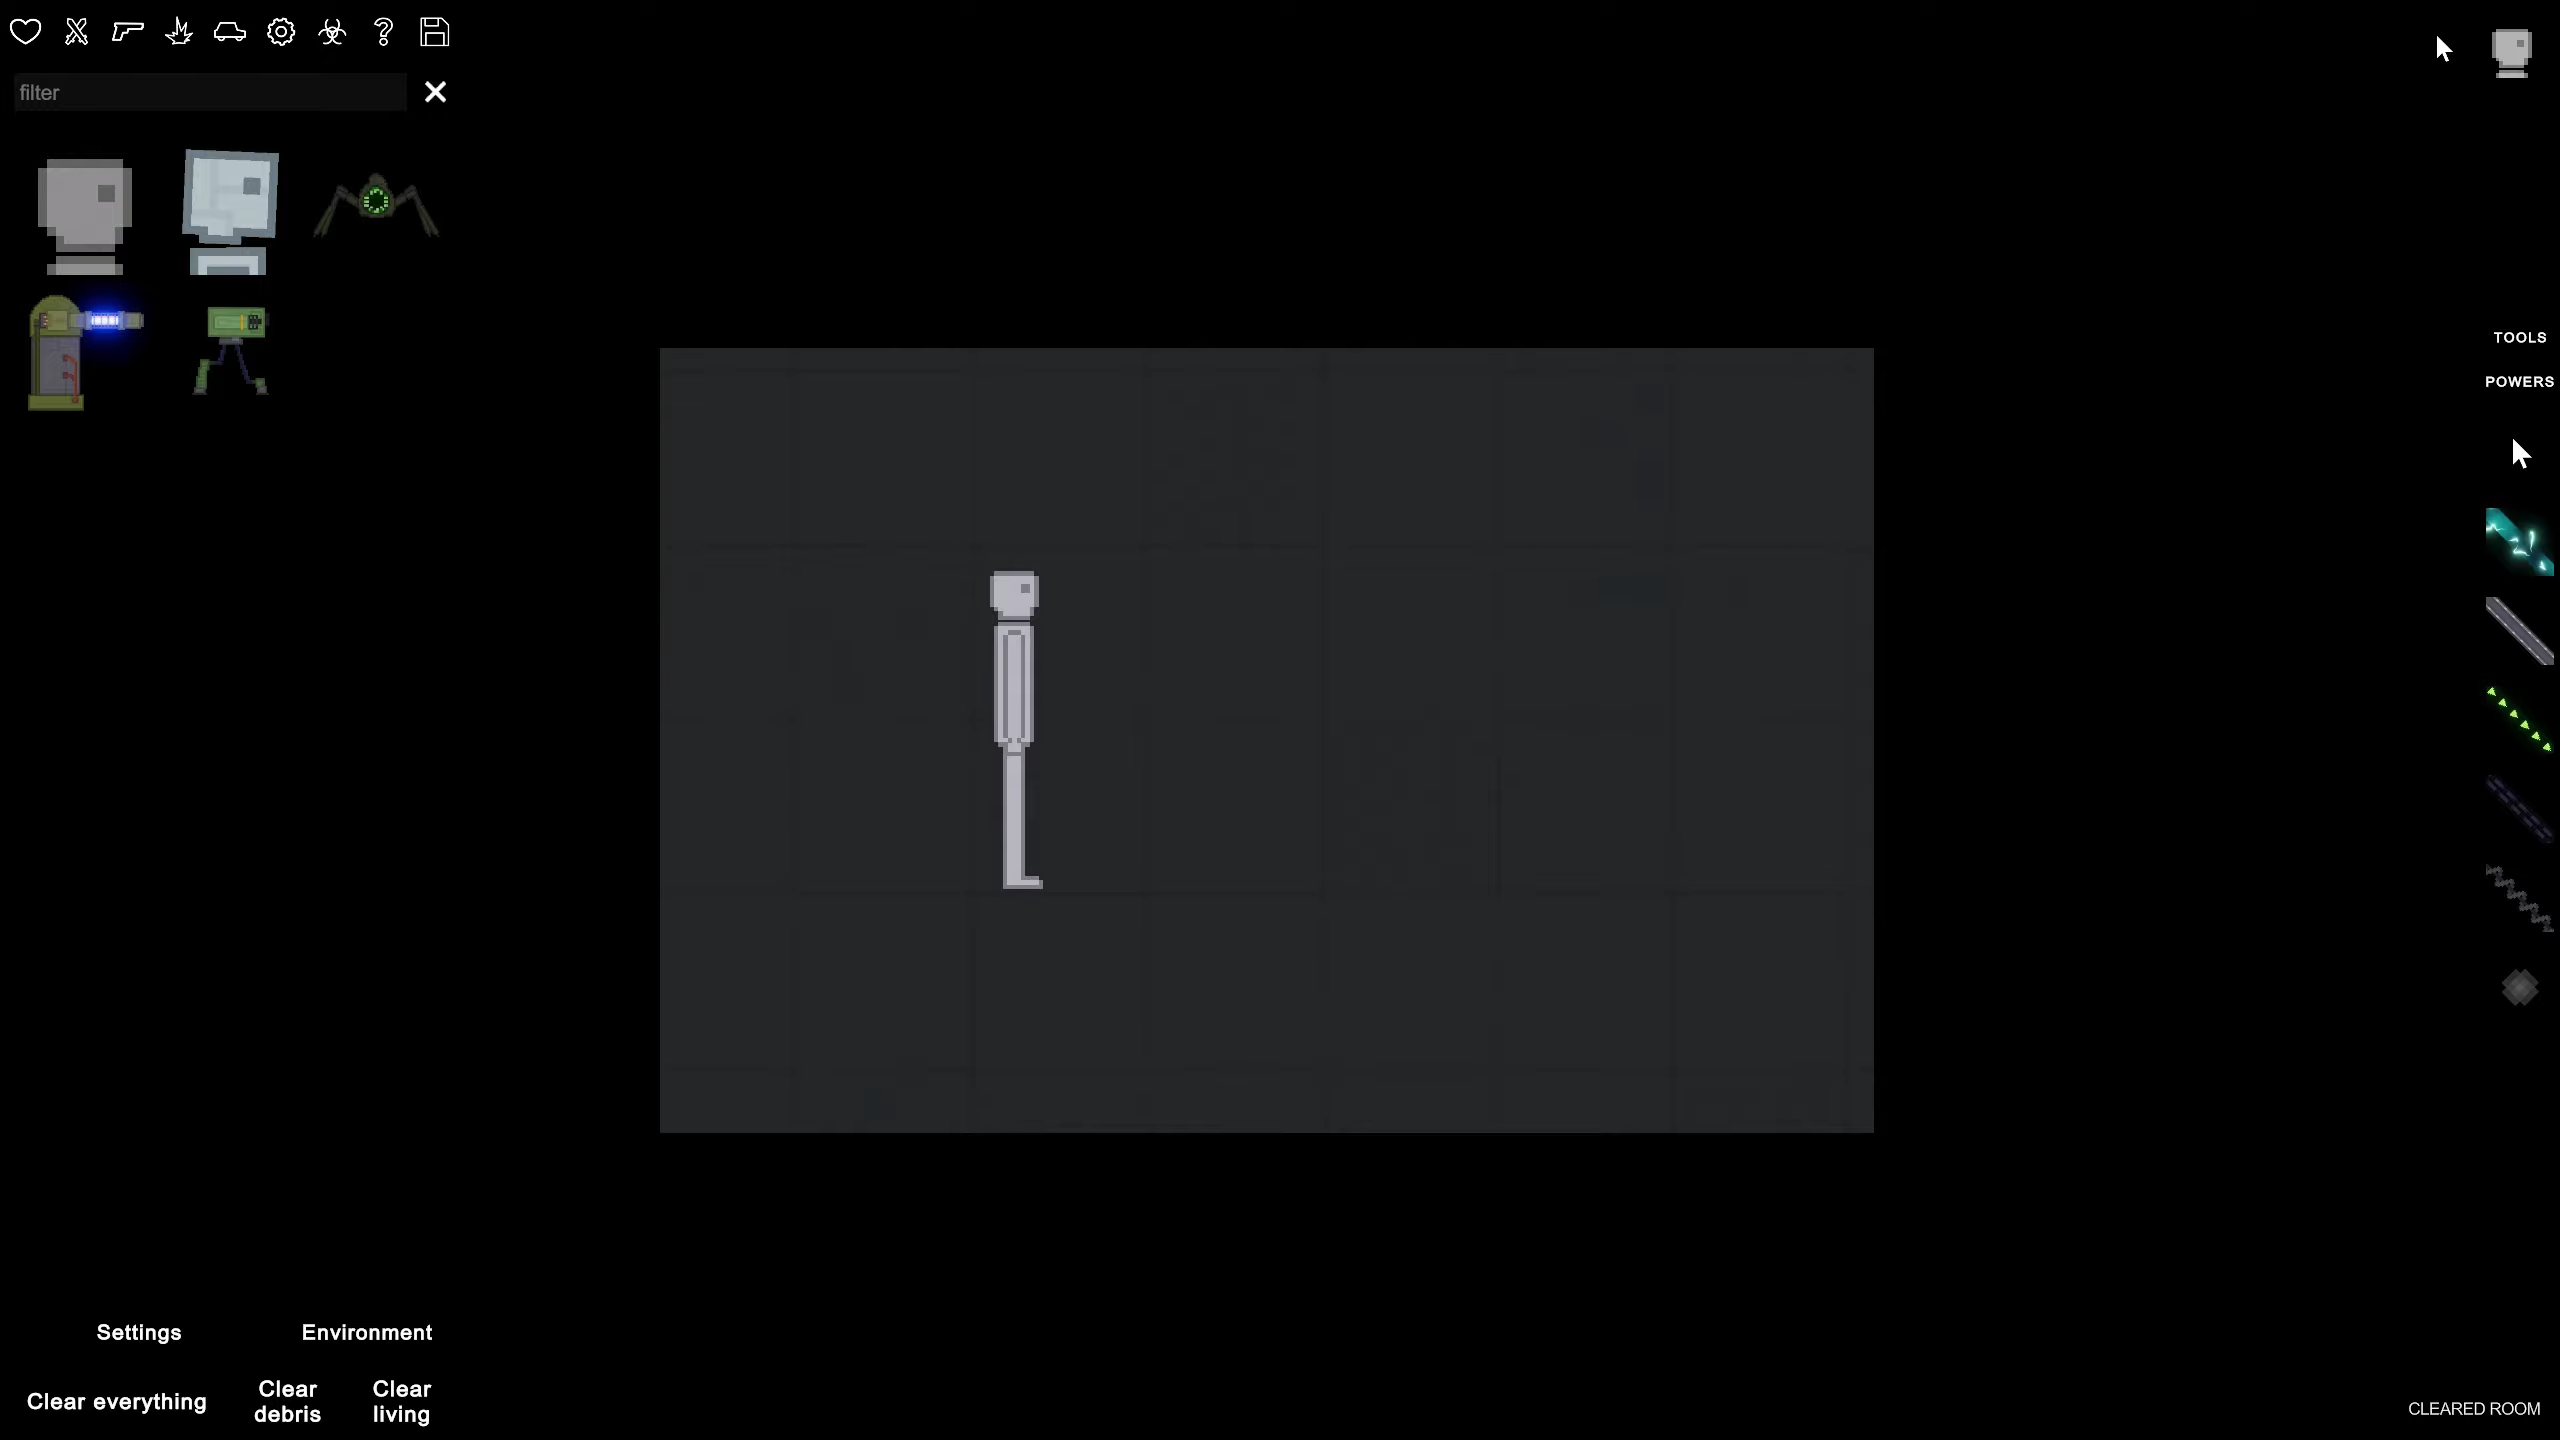 filter
TOOLS
POWERS
Settings
Environment
Clear everything
Clear
debris
Clear
living
CLEARED ROOM